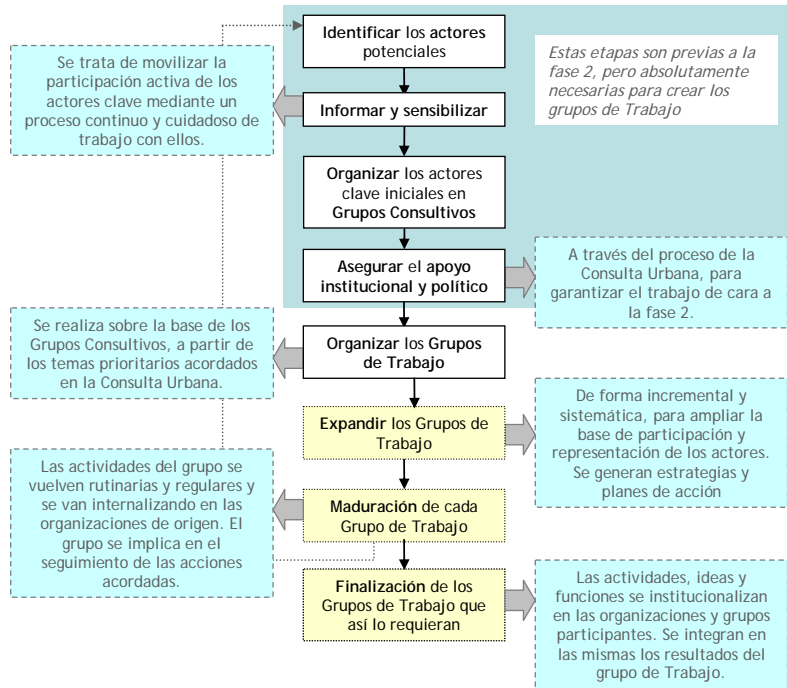 Identificar los actores
potenciales
Estas etapas son previas a la
fase 2, pero absolutamente
necesarias para crear los
grupos de Trabajo
Se trata de movilizar la
participación activa de los
actores clave mediante un
proceso continuo y cuidadoso de
trabajo con ellos.
Informar y sensibilizar
Organizar los actores
clave iniciales en
Grupos Consultivos
Asegurar el apoyo
institucional y político
A través del proceso de la
Consulta Urbana, para
garantizar el trabajo de cara a
la fase 2.
Se realiza sobre la base de los
Grupos Consultivos, a partir de
los temas prioritarios acordados
en la Consulta Urbana.
Organizar los Grupos
de Trabajo
Expandir los Grupos de
Trabajo
De forma incremental y
sistemática, para ampliar la
base de participación y
representación de los actores.
Se generan estrategias y
planes de acción
Las actividades del grupo se
vuelven rutinarias y regulares y
se van internalizando en las
organizaciones de origen. El
grupo se implica en el
seguimiento de las acciones
acordadas.
Maduración de cada
Grupo de Trabajo
Finalización de los
Grupos de Trabajo que
así lo requieran
Las actividades, ideas y
funciones se institucionalizan
en las organizaciones y grupos
participantes. Se integran en
las mismas los resultados del
grupo de Trabajo.